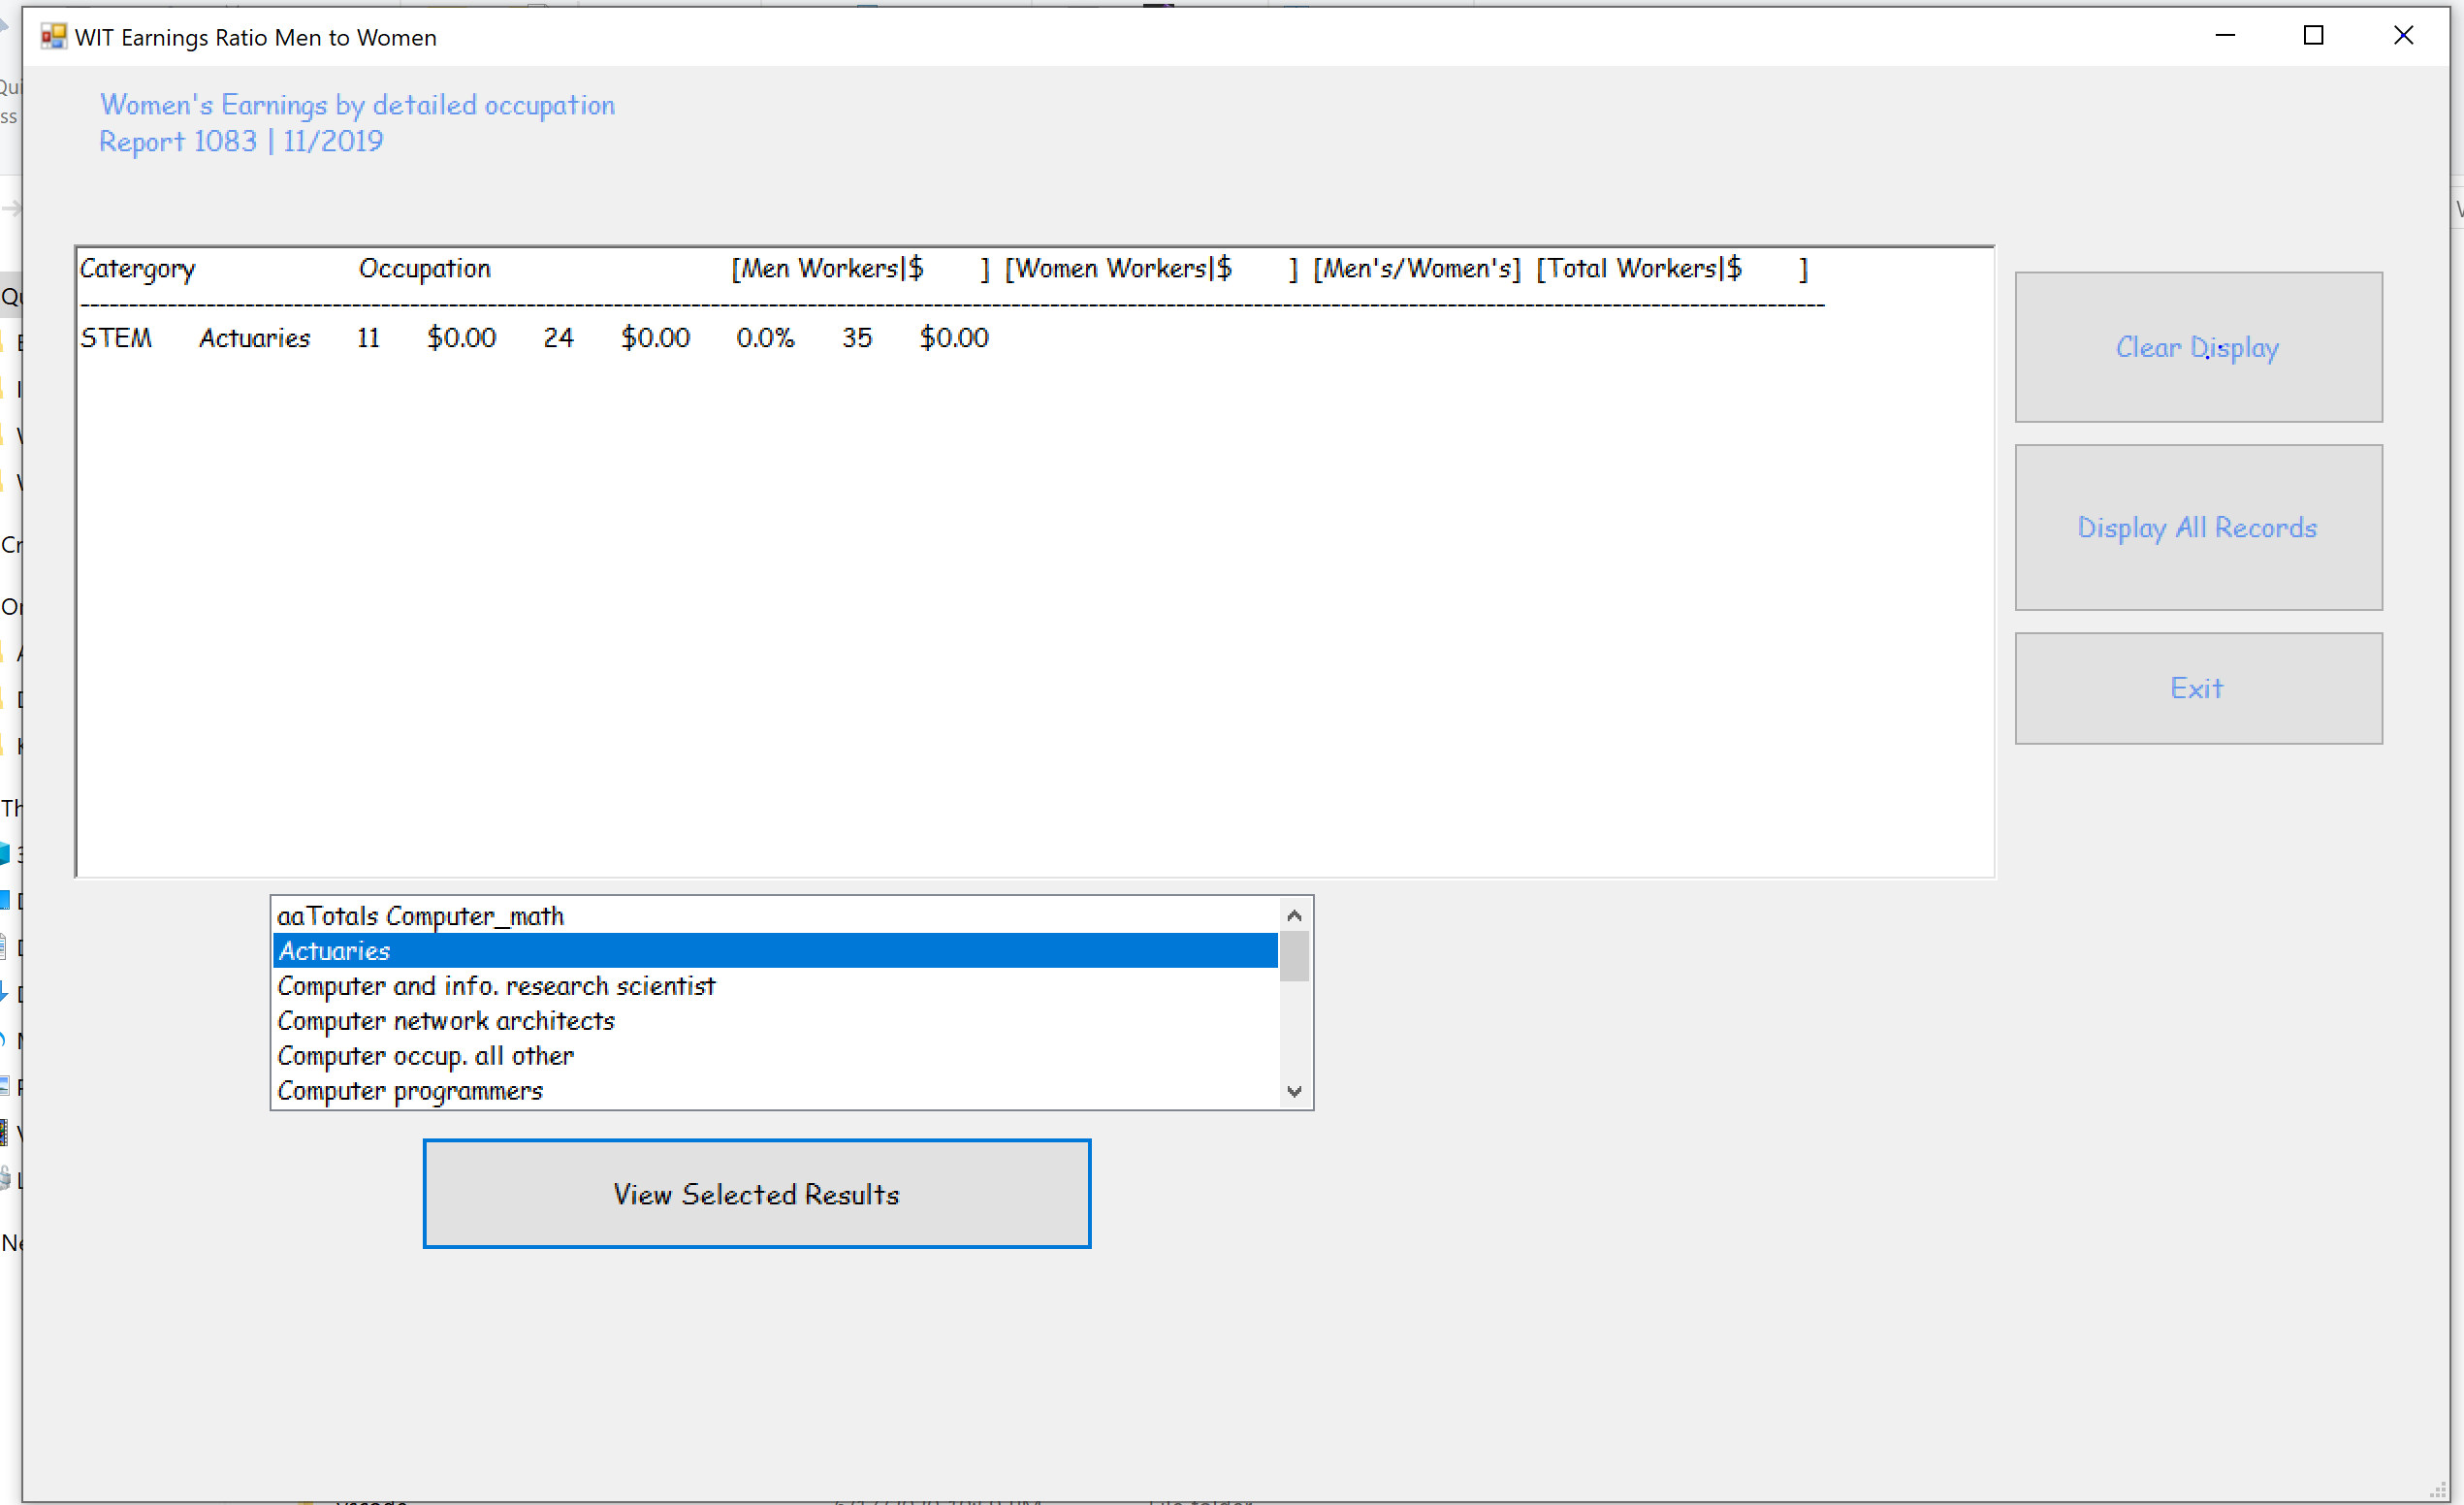 WIT Earnings Ratio Men to Women
Women's Earnings by detailed occupation
Report 1083 | 11/2019
Catergory Occupation [Men Workers|$ ] [Women Workers|$ ] [Men's/Women's] [Total Workers|$ ]
STEM Actuaries 11 $0.00 24 $0.00 0.0% 35 $0.00
Clear Display
Display All Records
Exit
aaTotals Computer_math
Actuaries
Computer and info. research scientist
Computer network architects
Computer occup. all other
Computer programmers
View Selected Results